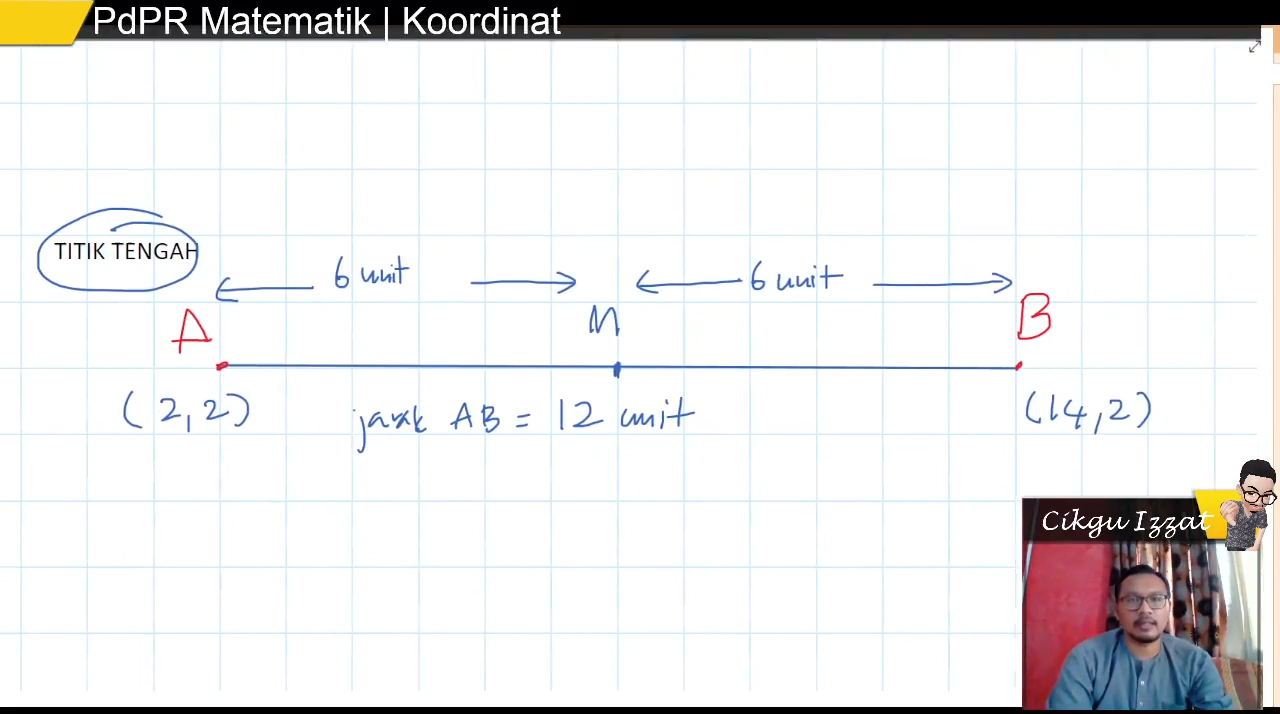 PdPR Matematik | Koordinat
TITIK TENGAH
6 unit
6 unit
A
M
B
(2,2)
jarak AB = 12 unit
(14,2)
Cikgu Izzat